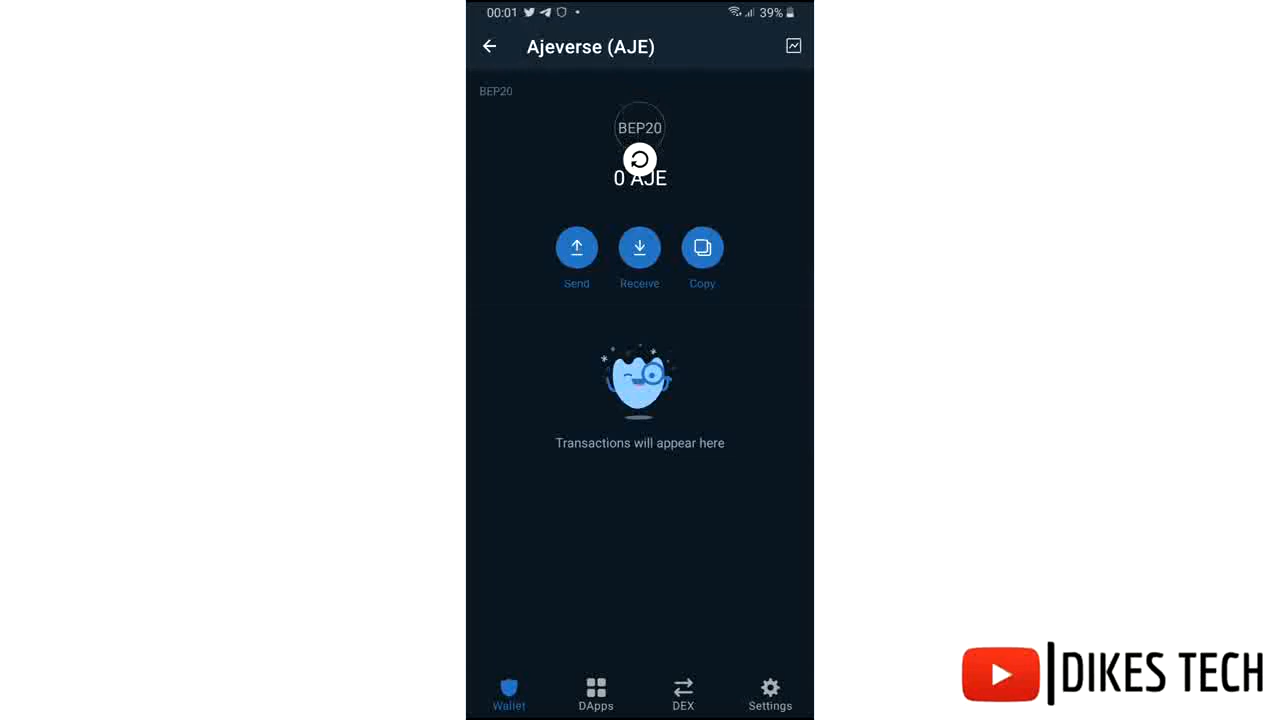 00:01
39%
Ajeverse (AJE)
BEP20
BEP20
0 AJE
Send Receive Copy
Transactions will appear here
Wallet DApps DEX Settings
DIKES TECH